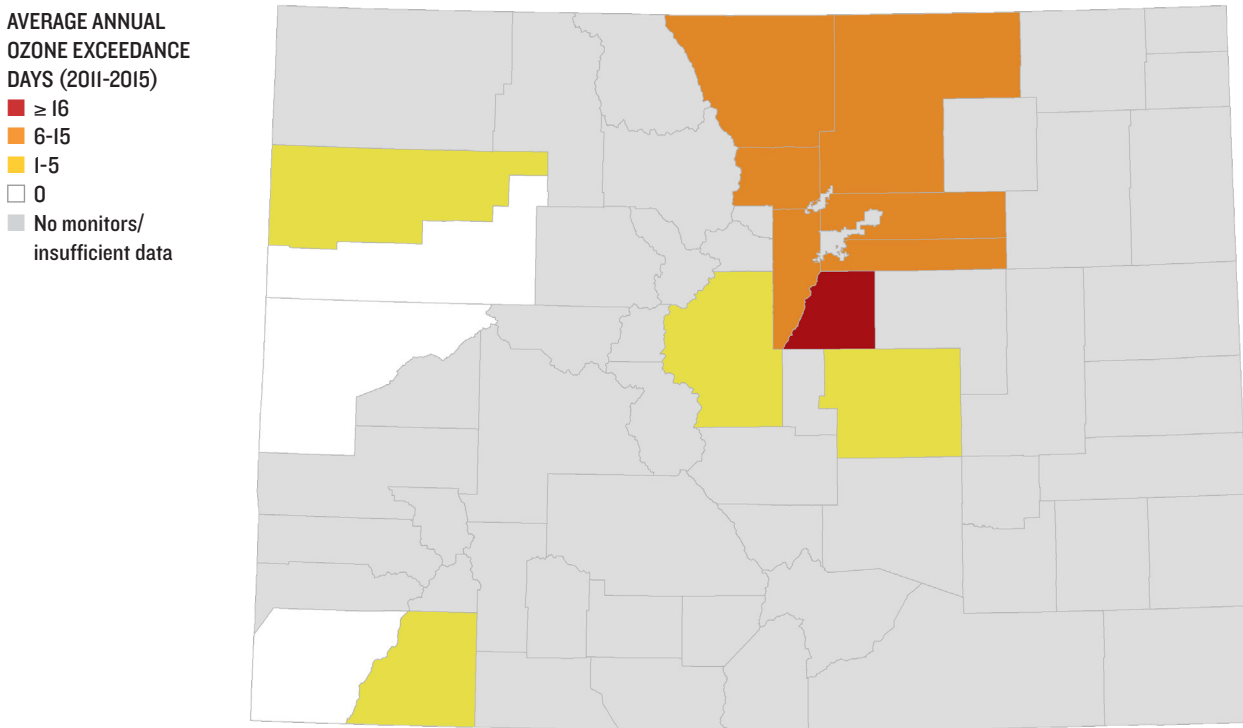 AVERAGE ANNUAL
OZONE EXCEEDANCE
DAYS (2011-2015)
≥ 16
6-15
1-5
0
No monitors/
insufficient data